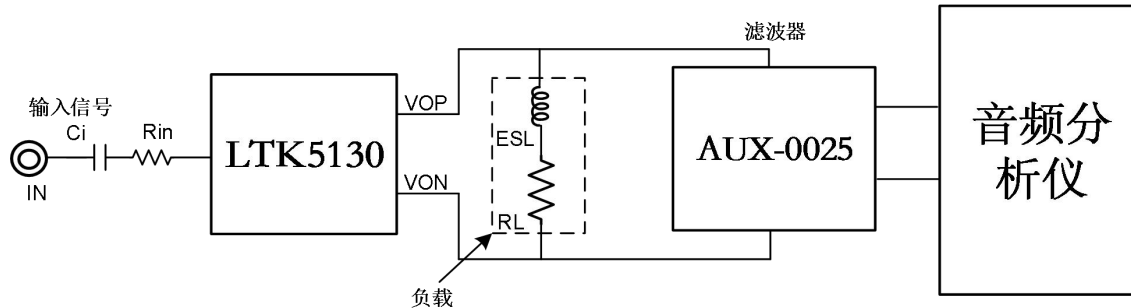 输入信号
Ci
Rin
IN
LTK5130
VOP
VON
ESL
RL
负载
滤波器
AUX-0025
音频分
析仪